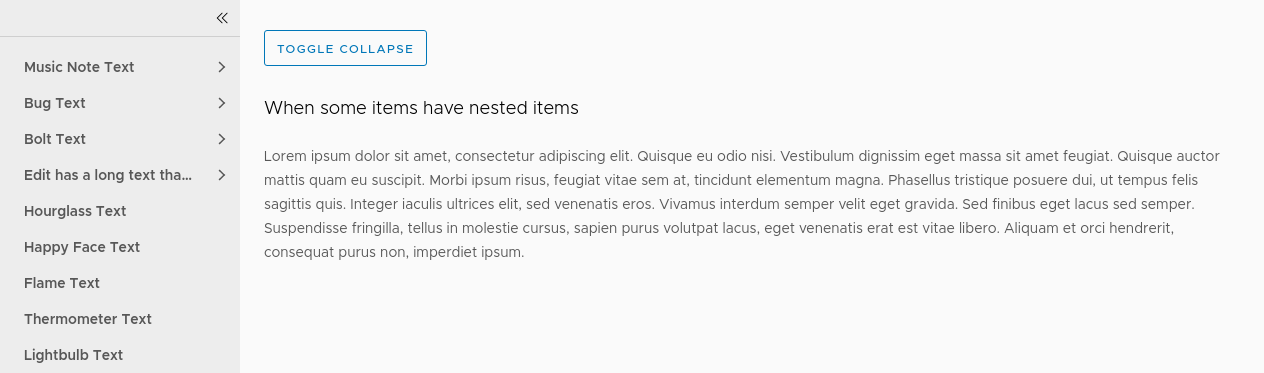 Music Note Text
Bug Text
Bolt Text
Edit has a long text tha...
Hourglass Text
Happy Face Text
Flame Text
Thermometer Text
Lightbulb Text
TOGGLE COLLAPSE
When some items have nested items
Lorem ipsum dolor sit amet, consectetur adipiscing elit. Quisque eu odio nisi. Vestibulum dignissim eget massa sit amet feugiat. Quisque auctor
mattis quam eu suscipit. Morbi ipsum risus, feugiat vitae sem at, tincidunt elementum magna. Phasellus tristique posuere dui, ut tempus felis
sagittis quis. Integer iaculis ultrices elit, sed venenatis eros. Vivamus interdum semper velit eget gravida. Sed finibus eget lacus sed semper.
Suspendisse fringilla, tellus in molestie cursus, sapien purus volutpat lacus, eget venenatis erat est vitae libero. Aliquam et orci hendrerit,
consequat purus non, imperdiet ipsum.